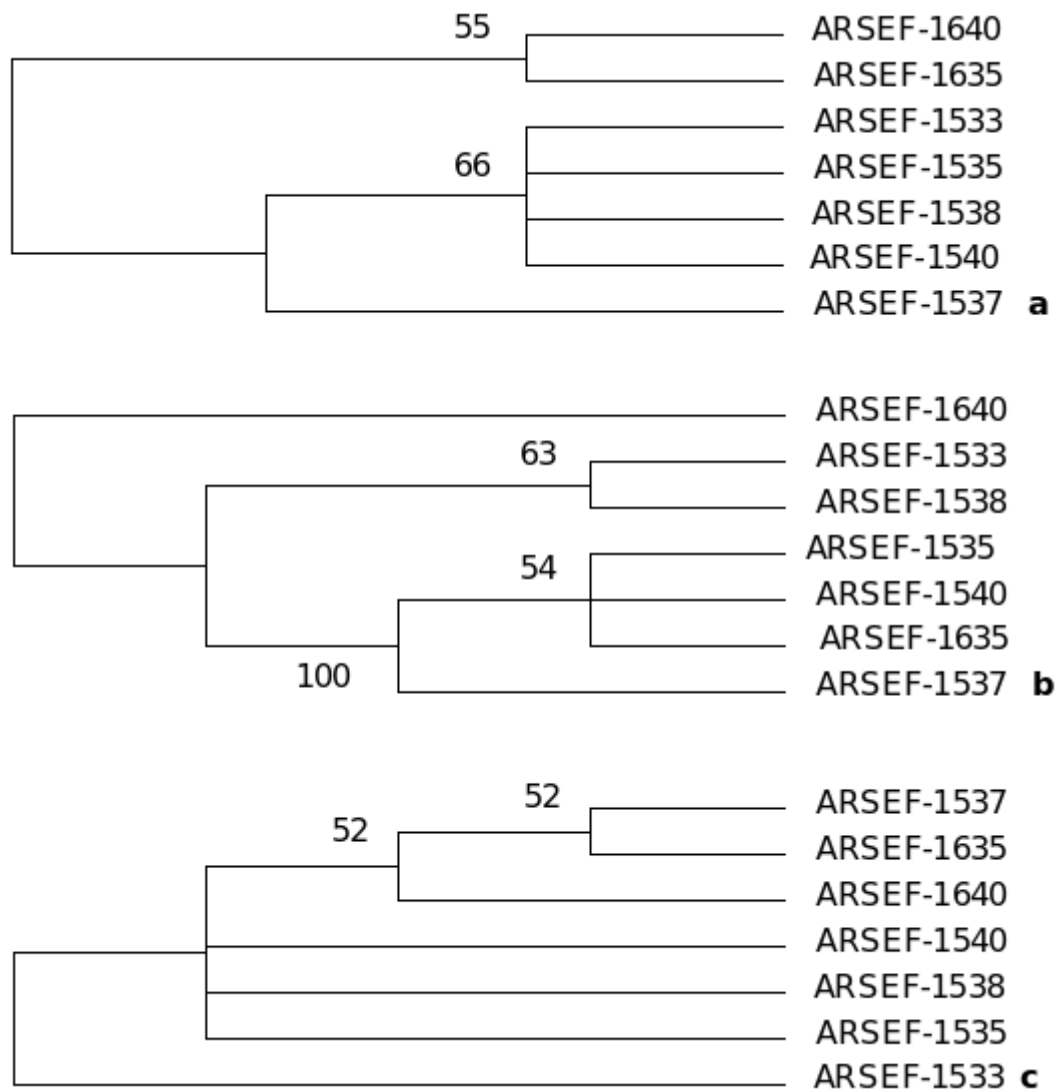 55
ARSEF-1640
ARSEF-1635
ARSEF-1533
66
ARSEF-1535
ARSEF-1538
ARSEF-1540
ARSEF-1537 a
ARSEF-1640
63
ARSEF-1533
ARSEF-1538
ARSEF-1535
54
ARSEF-1540
ARSEF-1635
100
ARSEF-1537 b
52
ARSEF-1537
52
ARSEF-1635
ARSEF-1640
ARSEF-1540
ARSEF-1538
ARSEF-1535
ARSEF-1533 c